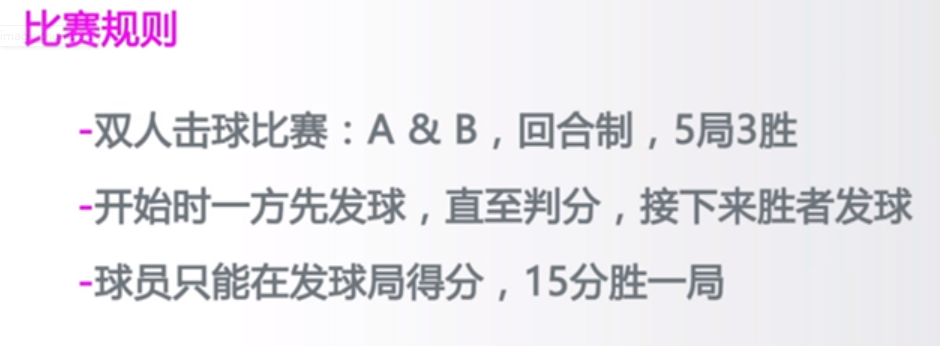 比赛规则
-双人击球比赛：A & B，回合制，5局3胜
-开始时一方先发球，直至判分，接下来胜者发球
-球员只能在发球局得分，15分胜一局